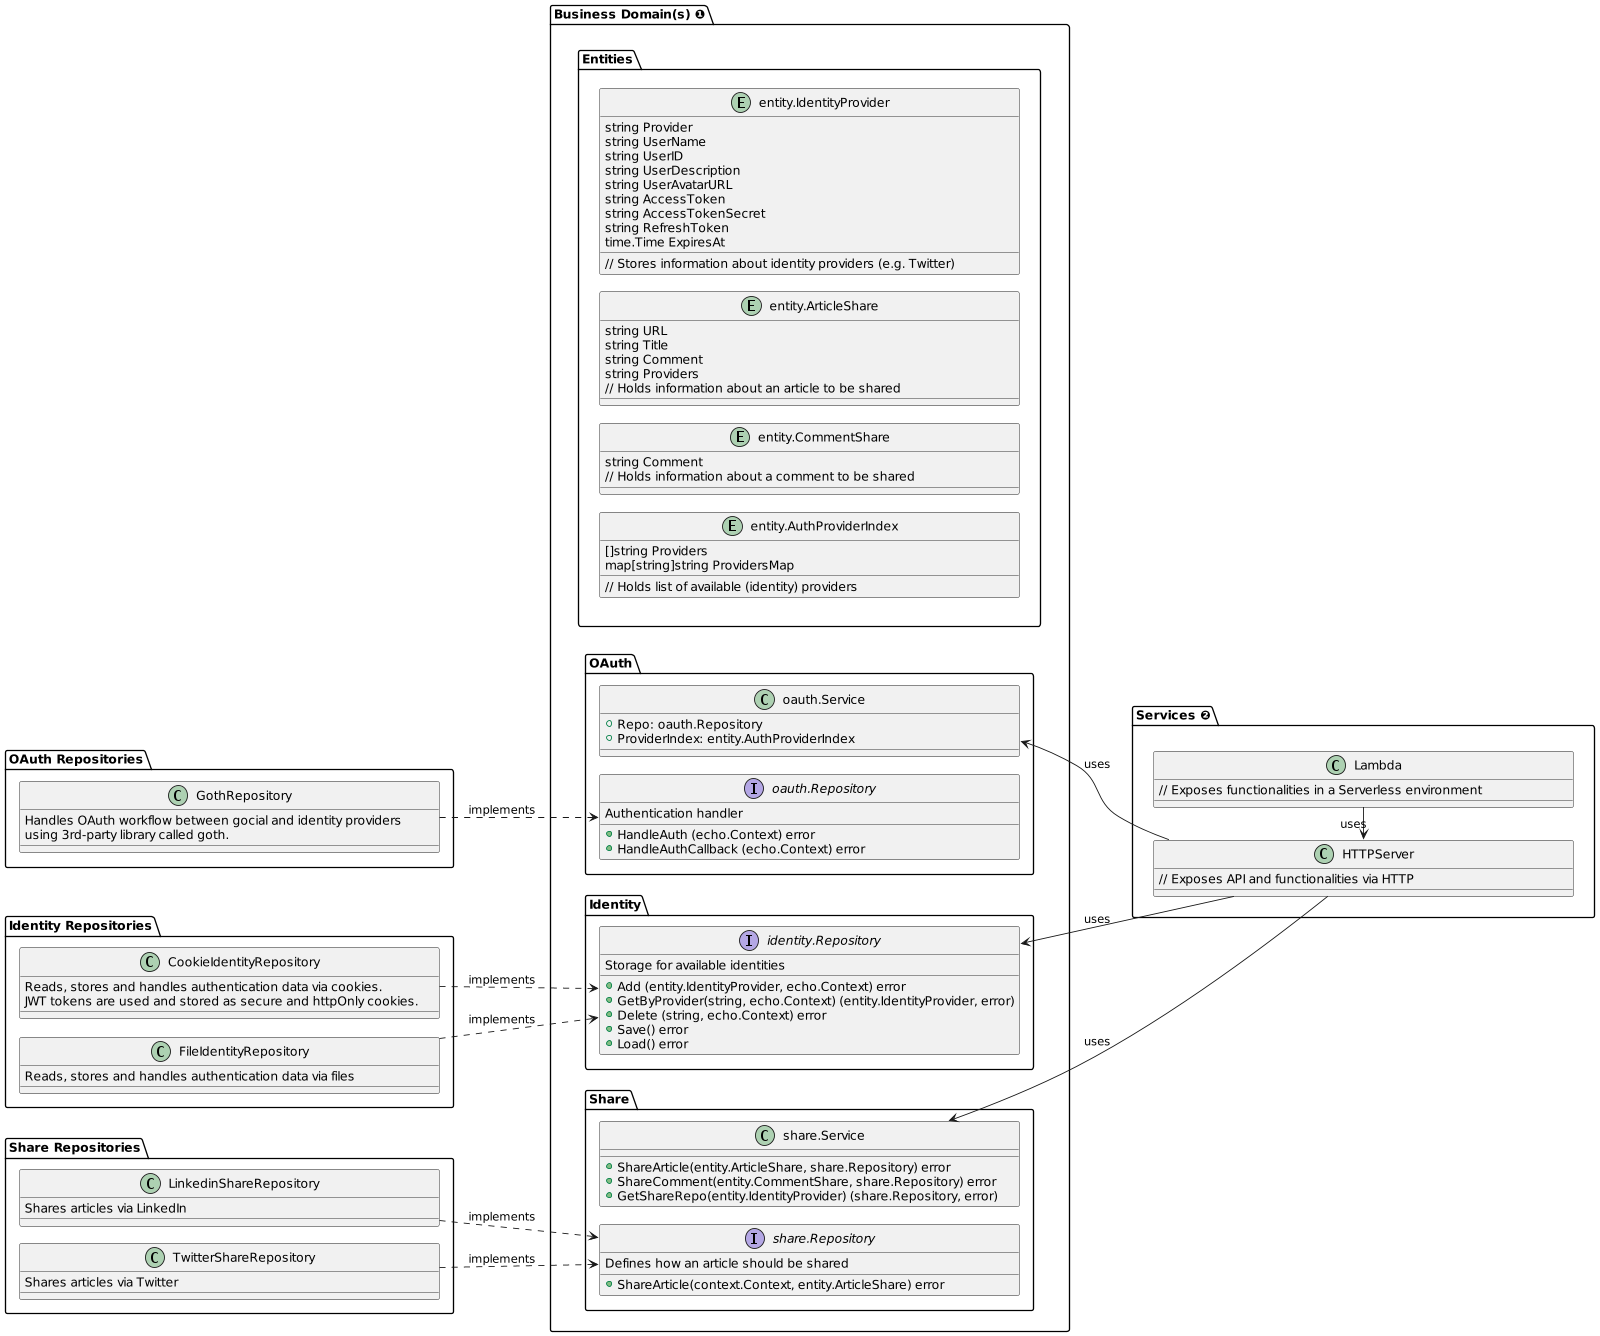 Business Domain(s) ❶
Entities
E entity.IdentityProvider
string Provider
string UserName
string UserID
string UserDescription
string UserAvatarURL
string AccessToken
string AccessTokenSecret
string RefreshToken
time.Time ExpiresAt
// Stores information about identity providers (e.g. Twitter)
E entity.ArticleShare
string URL
string Title
string Comment
string Providers
// Holds information about an article to be shared
E entity.CommentShare
string Comment
// Holds information about a comment to be shared
E entity.AuthProviderIndex
[]string Providers
map[string]string ProvidersMap
// Holds list of available (identity) providers
OAuth
C oauth.Service
Repo: oauth.Repository
ProviderIndex: entity.AuthProviderIndex
I oauth.Repository
Authentication handler
HandleAuth (echo.Context) error
HandleAuthCallback (echo.Context) error
Identity
I identity.Repository
Storage for available identities
Add (entity.IdentityProvider, echo.Context) error
GetByProvider(string, echo.Context) (entity.IdentityProvider, error)
Delete (string, echo.Context) error
Save() error
Load() error
Share
C share.Service
ShareArticle(entity.ArticleShare, share.Repository) error
ShareComment(entity.CommentShare, share.Repository) error
GetShareRepo(entity.IdentityProvider) (share.Repository, error)
I share.Repository
Defines how an article should be shared
ShareArticle(context.Context, entity.ArticleShare) error
OAuth Repositories
C GothRepository
Handles OAuth workflow between gocial and identity providers
using 3rd-party library called goth.
implements
Identity Repositories
C CookieIdentityRepository
Reads, stores and handles authentication data via cookies.
JWT tokens are used and stored as secure and httpOnly cookies.
implements
C FileIdentityRepository
Reads, stores and handles authentication data via files
implements
Share Repositories
C LinkedinShareRepository
Shares articles via LinkedIn
implements
C TwitterShareRepository
Shares articles via Twitter
implements
Services ❷
C Lambda
// Exposes functionalities in a Serverless environment
uses
C HTTPServer
// Exposes API and functionalities via HTTP
uses
uses
uses